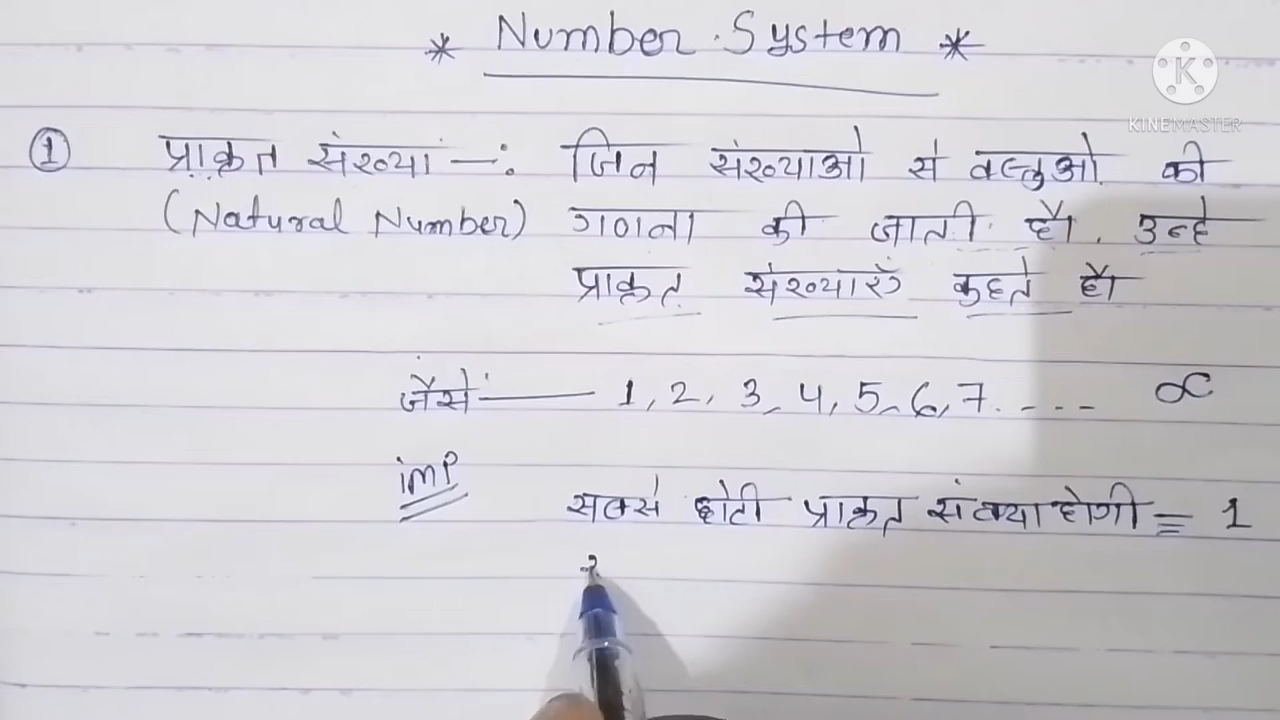 * Number System *
KINEMASTER
① प्राकृत संख्या —: जिन संख्याओ से वस्तुओ की
(Natural Number) गणना की जाती है। उन्हे
प्राकृत संख्याएँ कहते है।
जैसे —— 1, 2, 3, 4, 5, 6, 7. - - - ∝
imp
सबसे छोटी प्राकृत संख्या होगी = 1